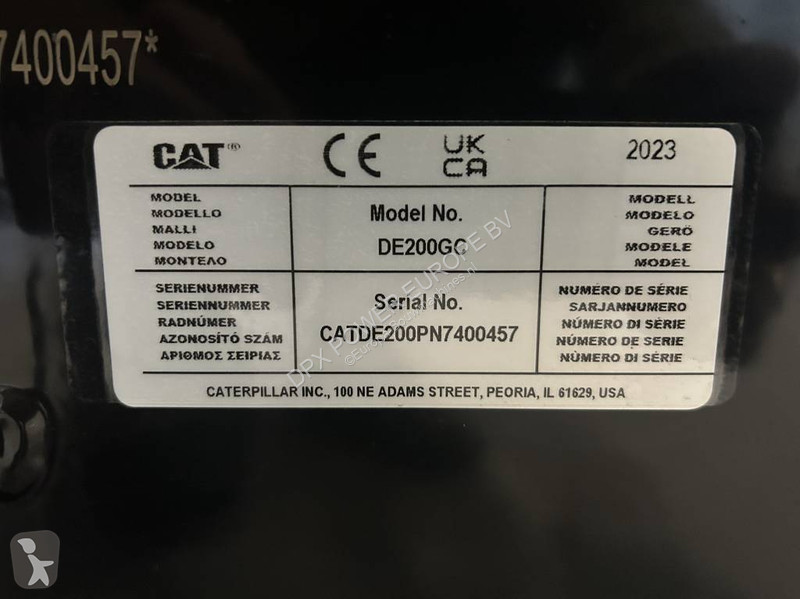 7400457*
CAT® CE UK CA 2023
MODEL
MODELLO
MALLI
MODELO
ΜΟΝΤΕΛΟ
Model No.
DE200GC
MODELL
MODELO
GERÖ
MODELE
MODEL
SERIENUMMER
SERIENNUMMER
RADNÚMER
AZONOSÍTÓ SZÁM
ΑΡΙΘΜΟΣ ΣΕΙΡΙΑΣ
Serial No.
CATDE200PN7400457
NUMÉRO DE SÉRIE
SARJANNUMERO
NÚMERO DI SÉRIE
NÚMERO DE SÉRIE
NÚMERO DI SÉRIE
CATERPILLAR INC., 100 NE ADAMS STREET, PEORIA, IL 61629, USA
DPX POWER EUROPE BV